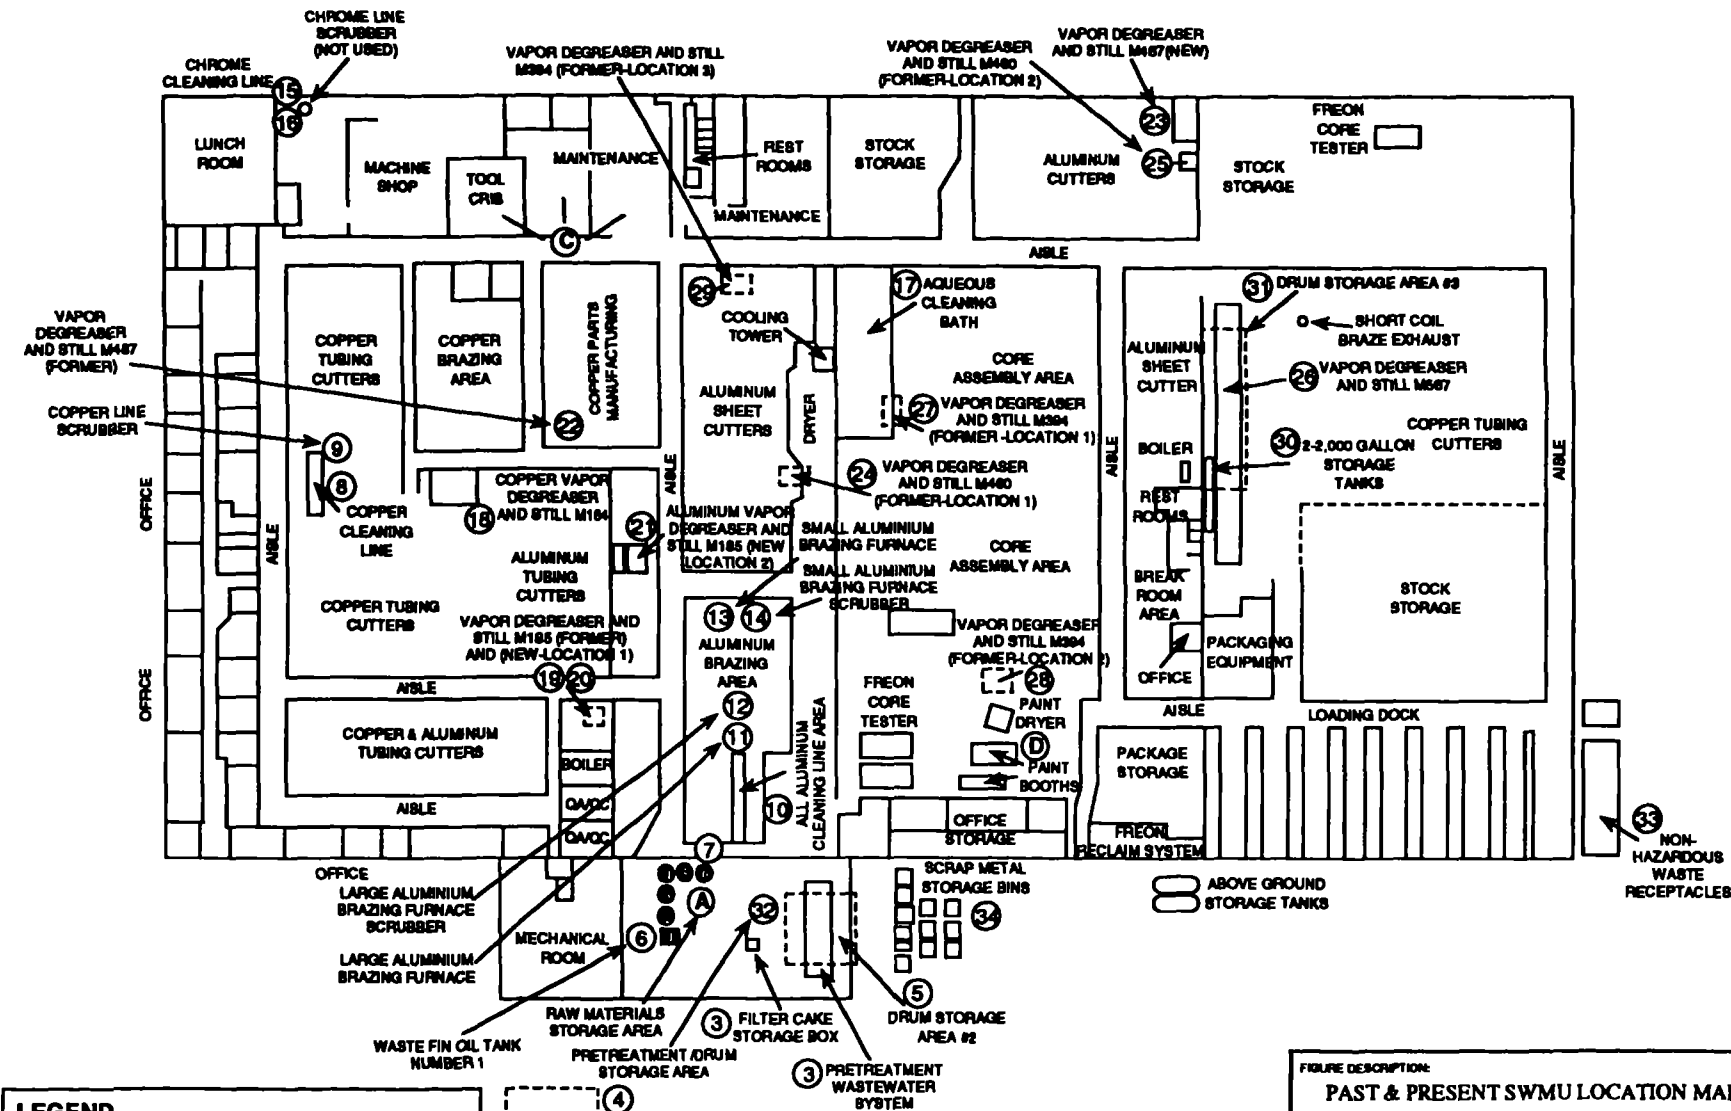 CHROME LINE
SCRUBBER
(NOT USED)
VAPOR DEGREASER AND STILL
M394 (FORMER-LOCATION 3)
VAPOR DEGREASER
AND STILL M460
(FORMER-LOCATION 2)
VAPOR DEGREASER
AND STILL M467(NEW)
CHROME
CLEANING LINE
15
16
LUNCH
ROOM
MACHINE
SHOP
TOOL
CRIB
MAINTENANCE
REST
ROOMS
MAINTENANCE
STOCK
STORAGE
ALUMINUM
CUTTERS
23
25
STOCK
STORAGE
FREON
CORE
TESTER
C
AISLE
VAPOR
DEGREASER
AND STILL M467
(FORMER)
COPPER
TUBING
CUTTERS
COPPER
BRAZING
AREA
COPPER PARTS
MANUFACTURING
22
29
COOLING
TOWER
17
AQUEOUS
CLEANING
BATH
31
DRUM STORAGE AREA #3
SHORT COIL
BRAZE EXHAUST
ALUMINUM
SHEET
CUTTER
26
VAPOR DEGREASER
AND STILL M567
CORE
ASSEMBLY AREA
ALUMINUM
SHEET
CUTTERS
DRYER
27
VAPOR DEGREASER
AND STILL M394
(FORMER -LOCATION 1)
COPPER LINE
SCRUBBER
9
8
COPPER
CLEANING
LINE
BOILER
30
2-2,000 GALLON
STORAGE
TANKS
COPPER TUBING
CUTTERS
AISLE
AISLE
AISLE
24
VAPOR DEGREASER
AND STILL M460
(FORMER-LOCATION 1)
COPPER VAPOR
DEGREASER
AND STILL M184
18
21
ALUMINUM VAPOR
DEGREASER AND
STILL M185 (NEW
LOCATION 2)
SMALL ALUMINIUM
BRAZING FURNACE
SMALL ALUMINIUM
BRAZING FURNACE
SCRUBBER
REST
ROOMS
OFFICE
AISLE
ALUMINUM
TUBING
CUTTERS
CORE
ASSEMBLY AREA
BREAK
ROOM
AREA
STOCK
STORAGE
COPPER TUBING
CUTTERS
VAPOR DEGREASER AND
STILL M185 (FORMER)
AND (NEW-LOCATION 1)
13
14
ALUMINUM
BRAZING
AREA
VAPOR DEGREASER
AND STILL M394
(FORMER-LOCATION 2)
PACKAGING
EQUIPMENT
OFFICE
OFFICE
AISLE
19
20
28
FREON
CORE
TESTER
PAINT
DRYER
AISLE
LOADING DOCK
12
11
COPPER & ALUMINUM
TUBING CUTTERS
BOILER
D
PAINT
BOOTHS
PACKAGE
STORAGE
AISLE
QA/QC
QA/QC
10
ALL ALUMINUM
CLEANING LINE AREA
OFFICE
STORAGE
FREON
RECLAIM SYSTEM
33
NON-
HAZARDOUS
WASTE
RECEPTACLES
7
OFFICE
LARGE ALUMINIUM
BRAZING FURNACE
SCRUBBER
SCRAP METAL
STORAGE BINS
ABOVE GROUND
STORAGE TANKS
A
32
34
MECHANICAL
ROOM
6
LARGE ALUMINIUM
BRAZING FURNACE
5
DRUM STORAGE
AREA #2
RAW MATERIALS
STORAGE AREA
3
FILTER CAKE
STORAGE BOX
WASTE FIN OIL TANK
NUMBER 1
PRETREATMENT /DRUM
STORAGE AREA
3
PRETREATMENT
WASTEWATER
SYSTEM
4
LEGEND
FIGURE DESCRIPTION:
PAST & PRESENT SWMU LOCATION MAP